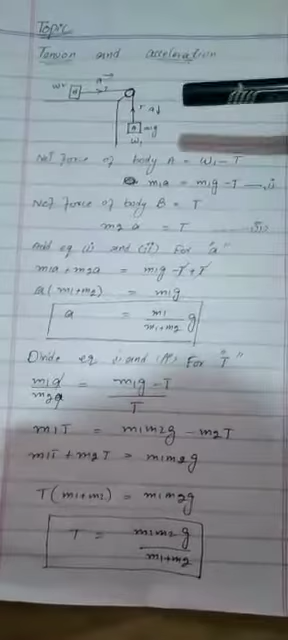 Topic
Tension and acceleration
a
T
T a↓
mg
W₁
Net Force of body A = W₁ - T
m₁a = m₁g - T —(i)
Net Force of body B = T
m₂a = T —(ii)
Add eq (i) and (ii) For "a"
m₁a + m₂a = m₁g - T + T
a(m₁+m₂) = m₁g
a = m₁/m₁+m₂ g
Divide eq (i) and (ii) For "T"
m₁a/m₂a = m₁g - T/T
m₁T = m₁m₂g - m₂T
m₁T + m₂T = m₁m₂g
T(m₁+m₂) = m₁m₂g
T = m₁m₂g/m₁+m₂